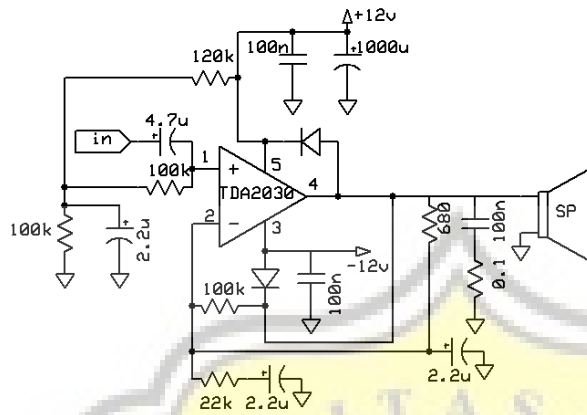 +12v
120k
100n
1000u
4.7u
in
1
+
5
100k
TDA2030
4
SP
100k
2.2u
2
-
3
680
100n
-12v
100k
100n
0.1
2.2u
22k
2.2u
I T A S